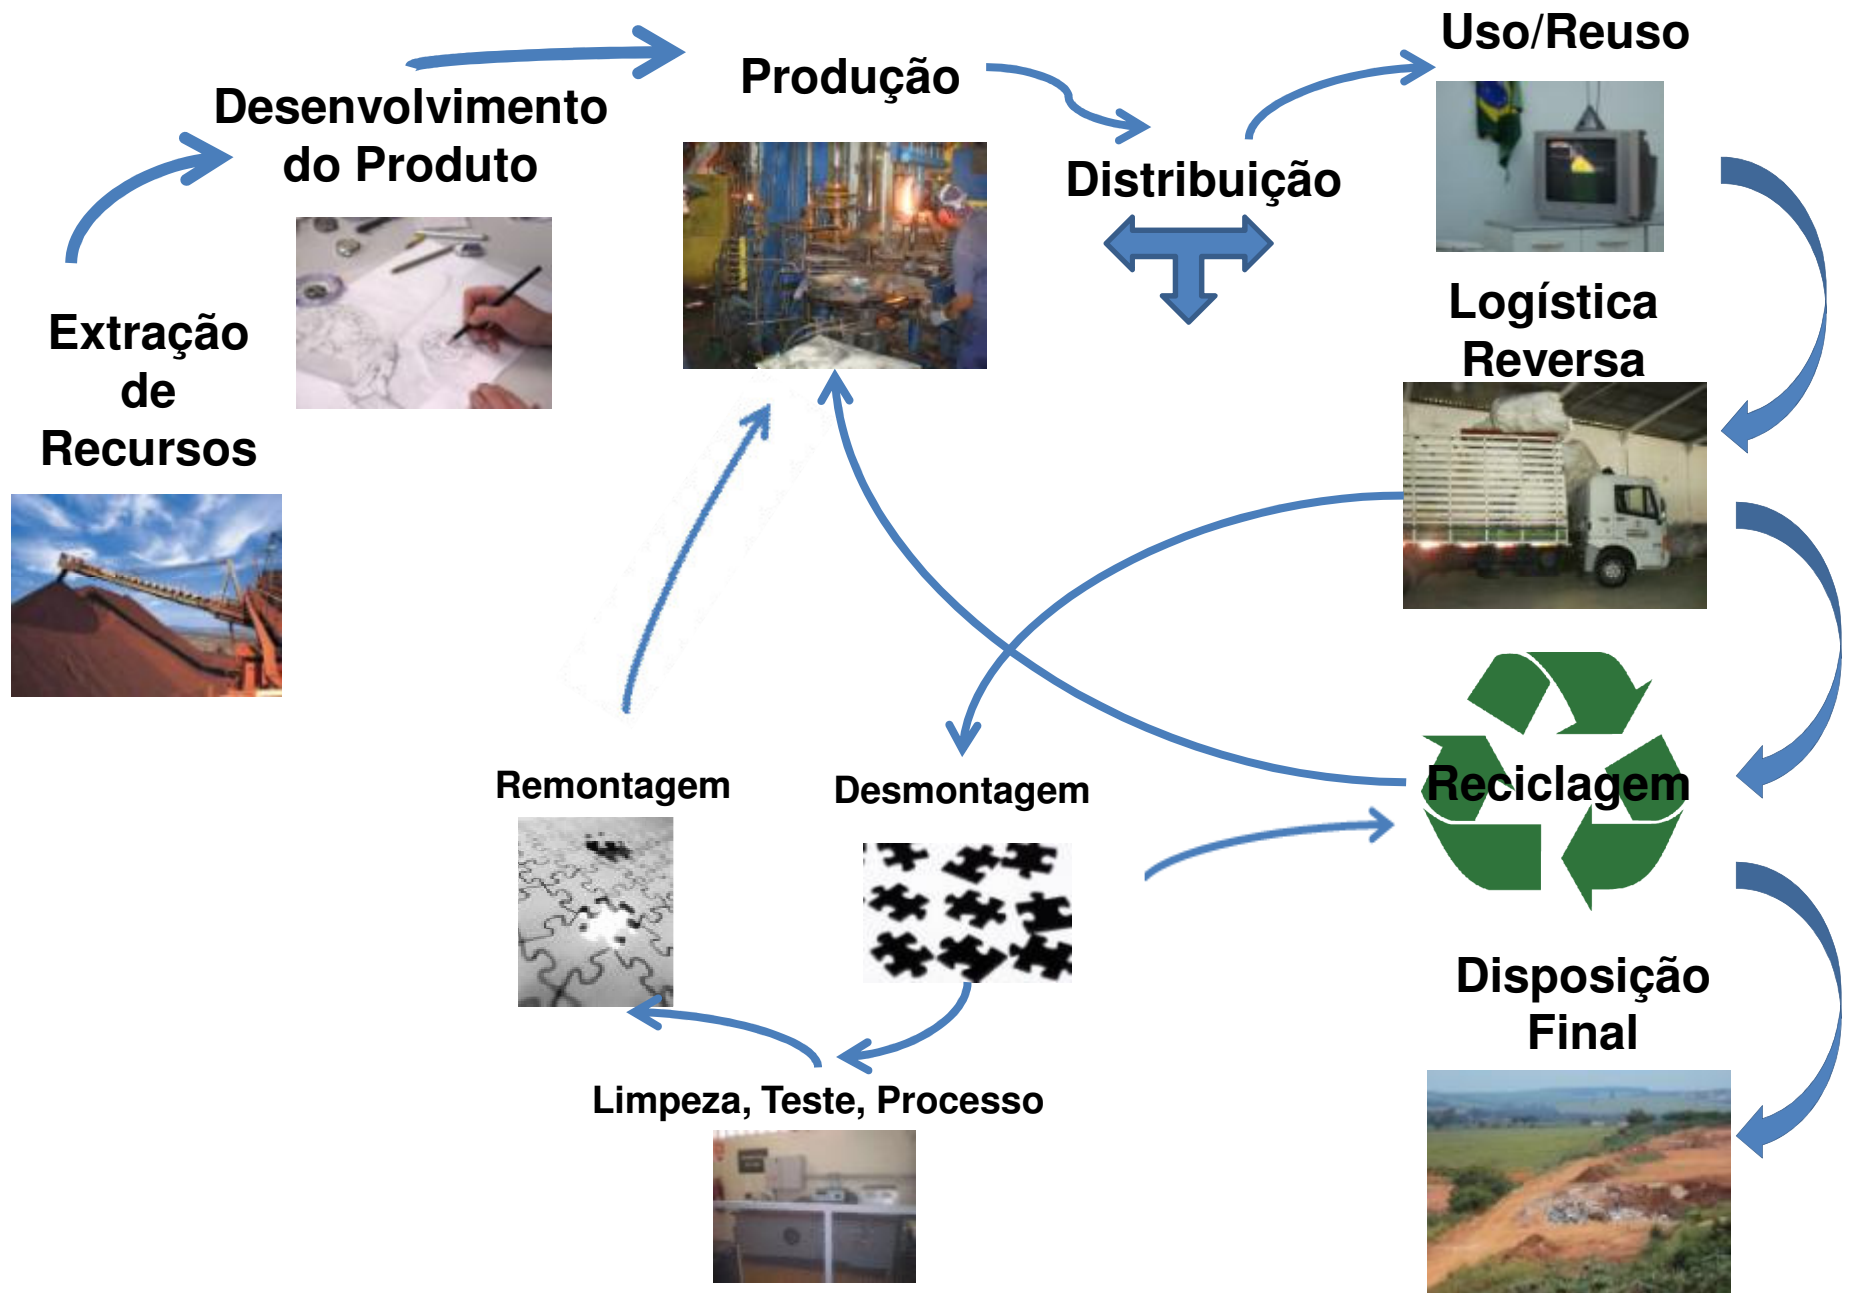 Uso/Reuso
Produção
Desenvolvimento
do Produto
Distribuição
Extração
de
Recursos
Logística
Reversa
Remontagem
Desmontagem
Reciclagem
Disposição
Final
Limpeza, Teste, Processo